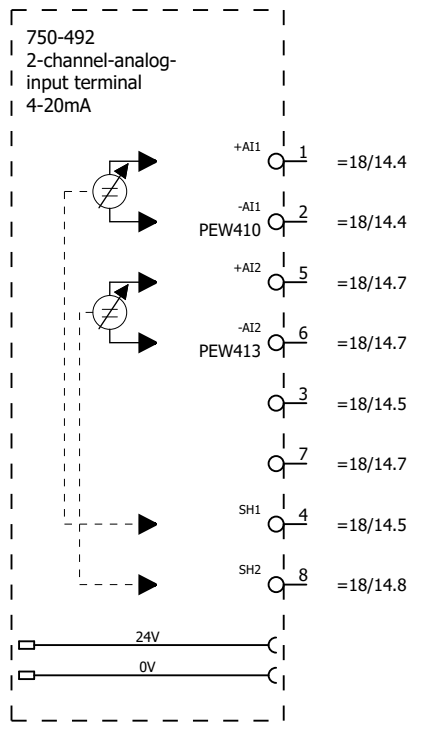 750-492
2-channel-analog-
input terminal
4-20mA
+AI1 1 =18/14.4
-AI1 2 =18/14.4
PEW410
+AI2 5 =18/14.7
-AI2 6 =18/14.7
PEW413
3 =18/14.5
7 =18/14.7
SH1 4 =18/14.5
SH2 8 =18/14.8
24V
0V